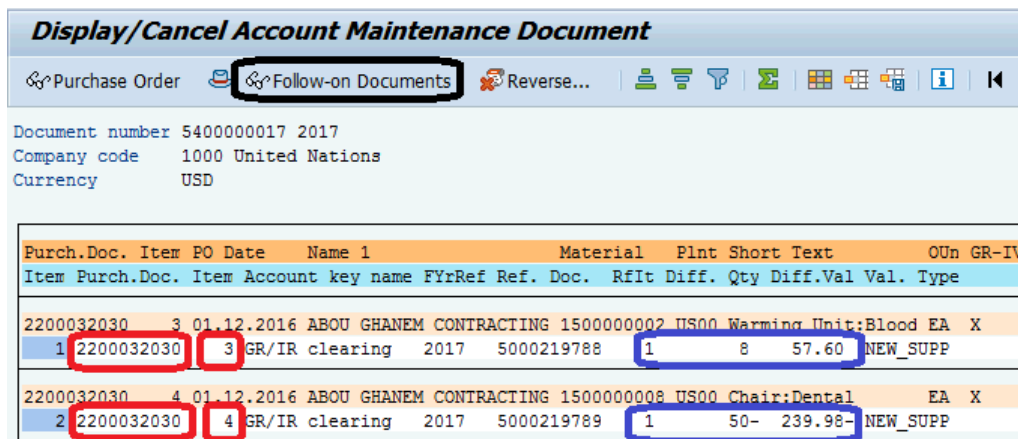 Display/Cancel Account Maintenance Document
Purchase Order Follow-on Documents Reverse...
Document number 5400000017 2017
Company code 1000 United Nations
Currency USD
Purch.Doc. Item PO Date Name 1 Material Plnt Short Text OUn GR-IV
Item Purch.Doc. Item Account key name FYrRef Ref. Doc. RfIt Diff. Qty Diff.Val Val. Type
2200032030 3 01.12.2016 ABOU GHANEM CONTRACTING 1500000002 US00 Warming Unit:Blood EA X
1 2200032030 3 GR/IR clearing 2017 5000219788 1 8 57.60 NEW_SUPP
2200032030 4 01.12.2016 ABOU GHANEM CONTRACTING 1500000008 US00 Chair:Dental EA X
2 2200032030 4 GR/IR clearing 2017 5000219789 1 50- 239.98- NEW_SUPP